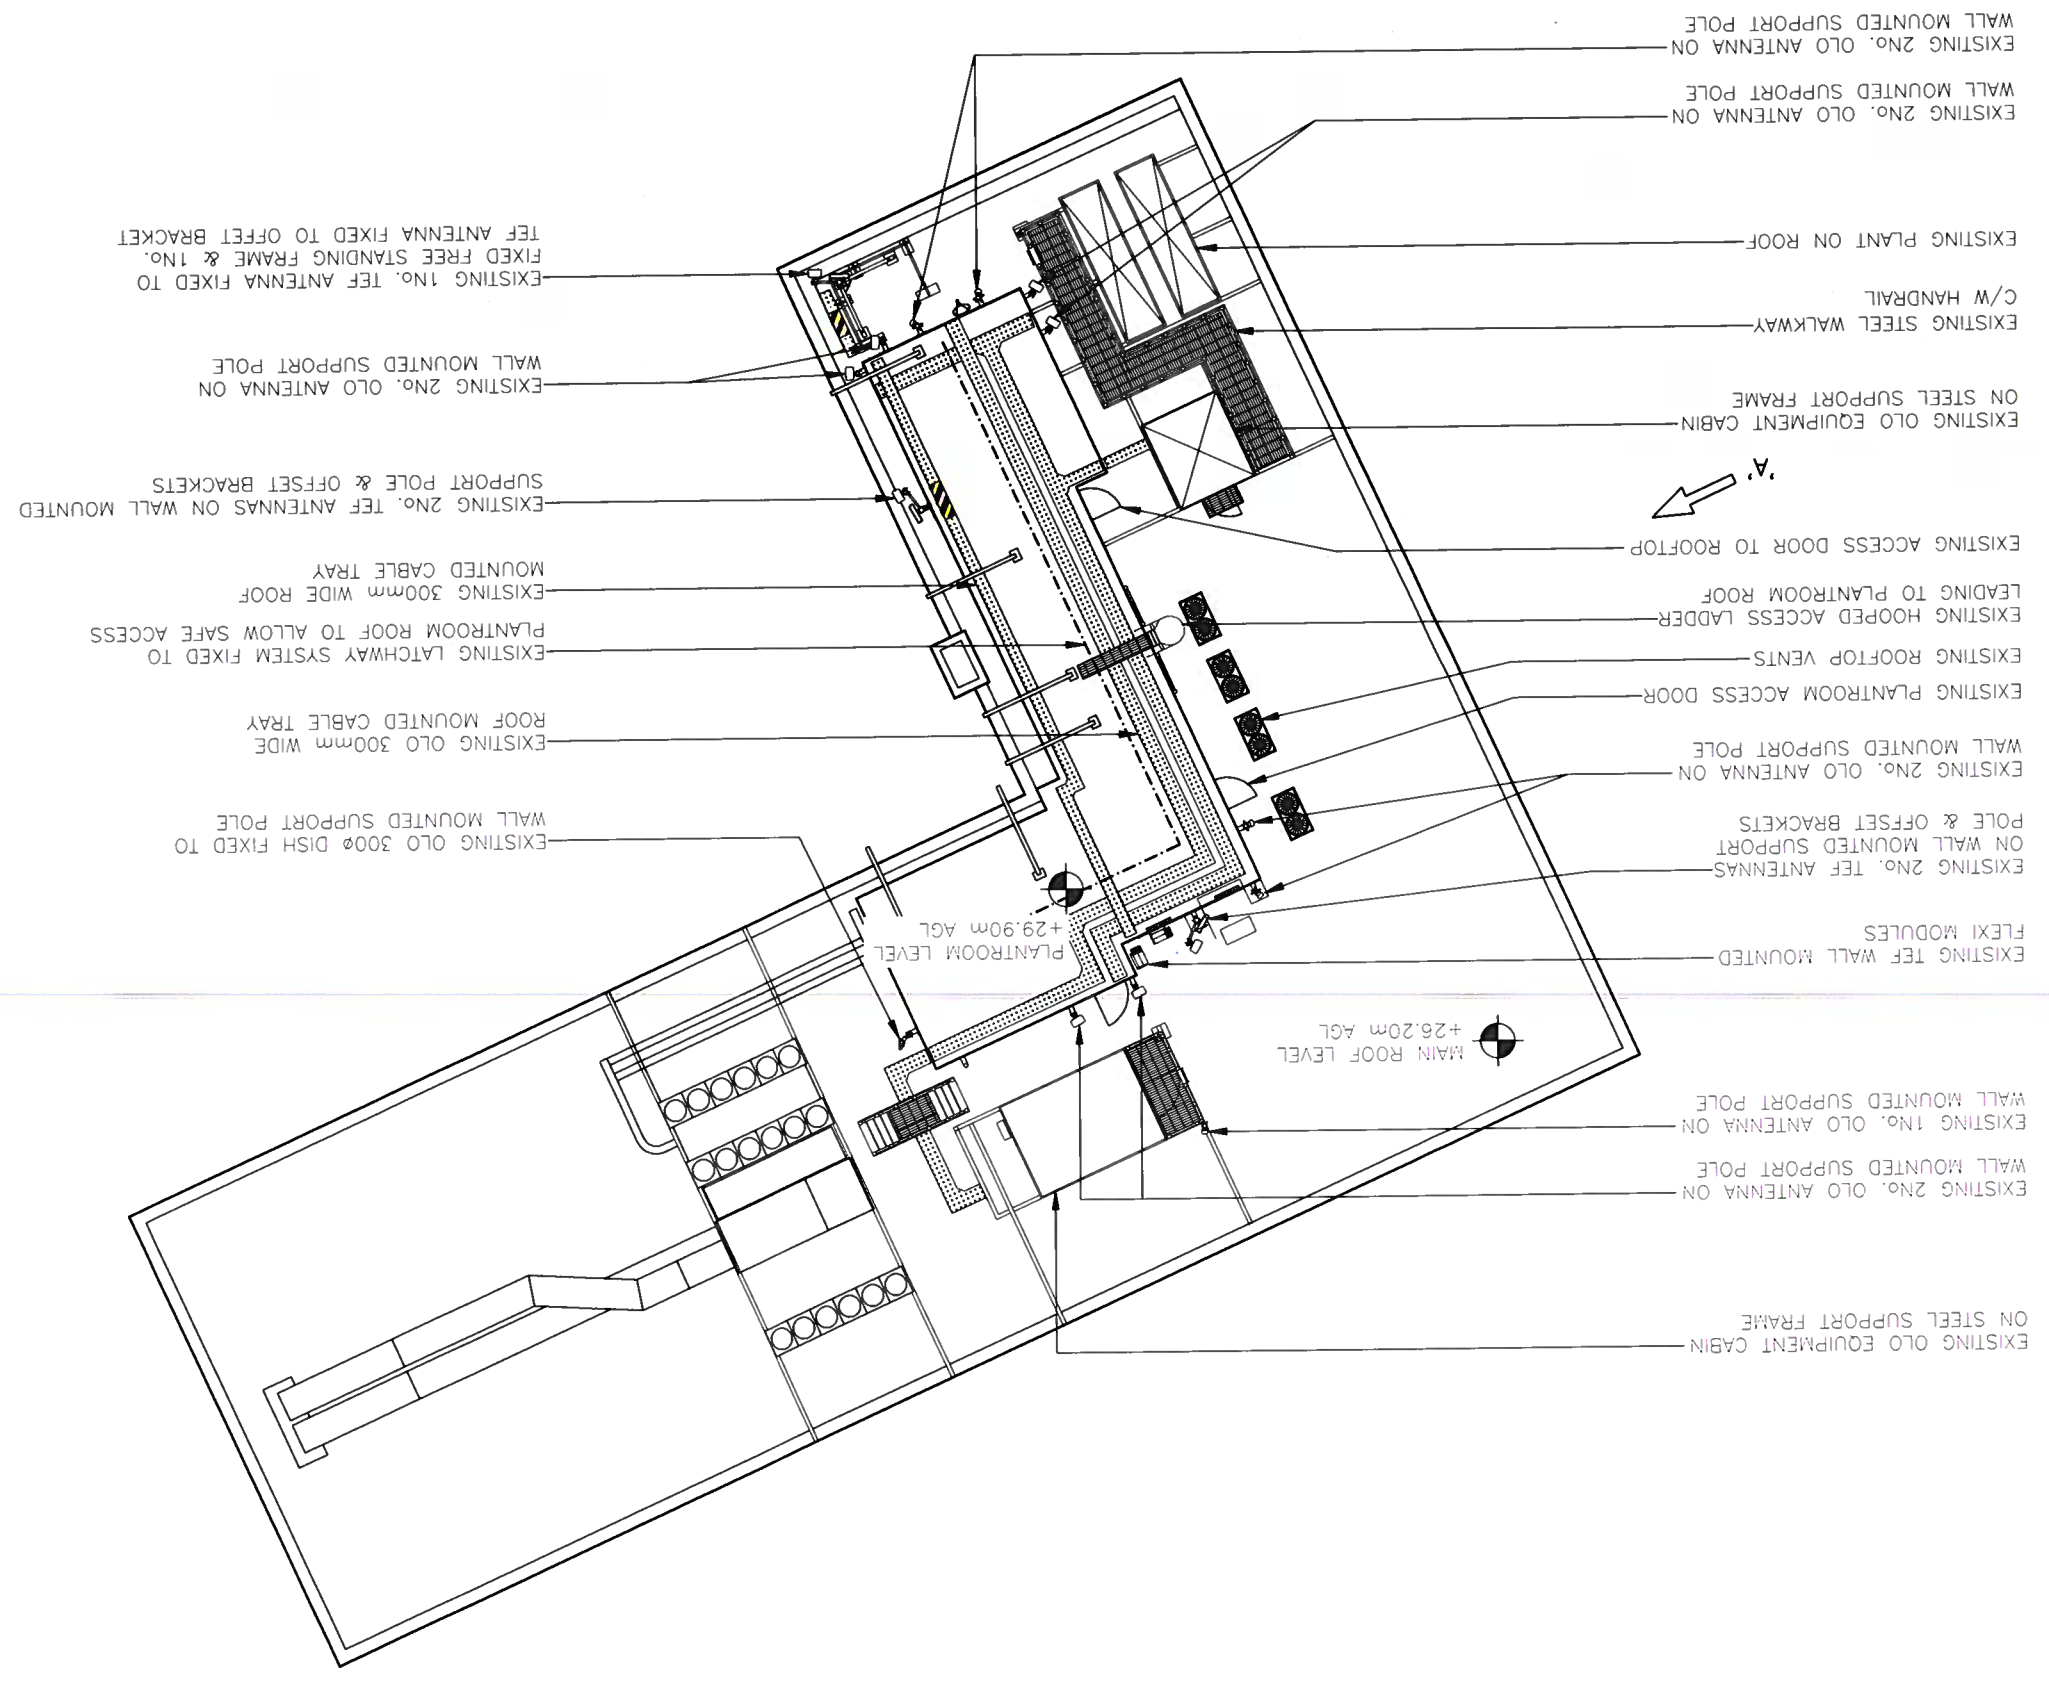 EXISTING OLO EQUIPMENT CABIN
ON STEEL SUPPORT FRAME
EXISTING 2No. OLO ANTENNA ON
WALL MOUNTED SUPPORT POLE
EXISTING 1No. OLO ANTENNA ON
WALL MOUNTED SUPPORT POLE
MAIN ROOF LEVEL
+26.20m AGL
EXISTING TEF WALL MOUNTED
FLEXI MODULES
EXISTING 2No. TEF ANTENNAS
ON WALL MOUNTED SUPPORT
POLE & OFFSET BRACKETS
EXISTING 2No. OLO ANTENNA ON
WALL MOUNTED SUPPORT POLE
EXISTING PLANTROOM ACCESS DOOR
EXISTING ROOFTOP VENTS
EXISTING HOOPED ACCESS LADDER
LEADING TO PLANTROOM ROOF
EXISTING ACCESS DOOR TO ROOFTOP
'A'
EXISTING OLO EQUIPMENT CABIN
ON STEEL SUPPORT FRAME
EXISTING STEEL WALKWAY
C/W HANDRAIL
EXISTING PLANT ON ROOF
EXISTING 2No. OLO ANTENNA ON
WALL MOUNTED SUPPORT POLE
EXISTING 2No. OLO ANTENNA ON
WALL MOUNTED SUPPORT POLE
PLANTROOM LEVEL
+29.90m AGL
EXISTING OLO 300ø DISH FIXED TO
WALL MOUNTED SUPPORT POLE
EXISTING OLO 300mm WIDE
ROOF MOUNTED CABLE TRAY
EXISTING LATCHWAY SYSTEM FIXED TO
PLANTROOM ROOF TO ALLOW SAFE ACCESS
EXISTING 300mm WIDE ROOF
MOUNTED CABLE TRAY
EXISTING 2No. TEF ANTENNAS ON WALL MOUNTED
SUPPORT POLE & OFFSET BRACKETS
EXISTING 2No. OLO ANTENNA ON
WALL MOUNTED SUPPORT POLE
EXISTING 1No. TEF ANTENNA FIXED TO
FIXED FREE STANDING FRAME & 1No.
TEF ANTENNA FIXED TO OFFET BRACKET